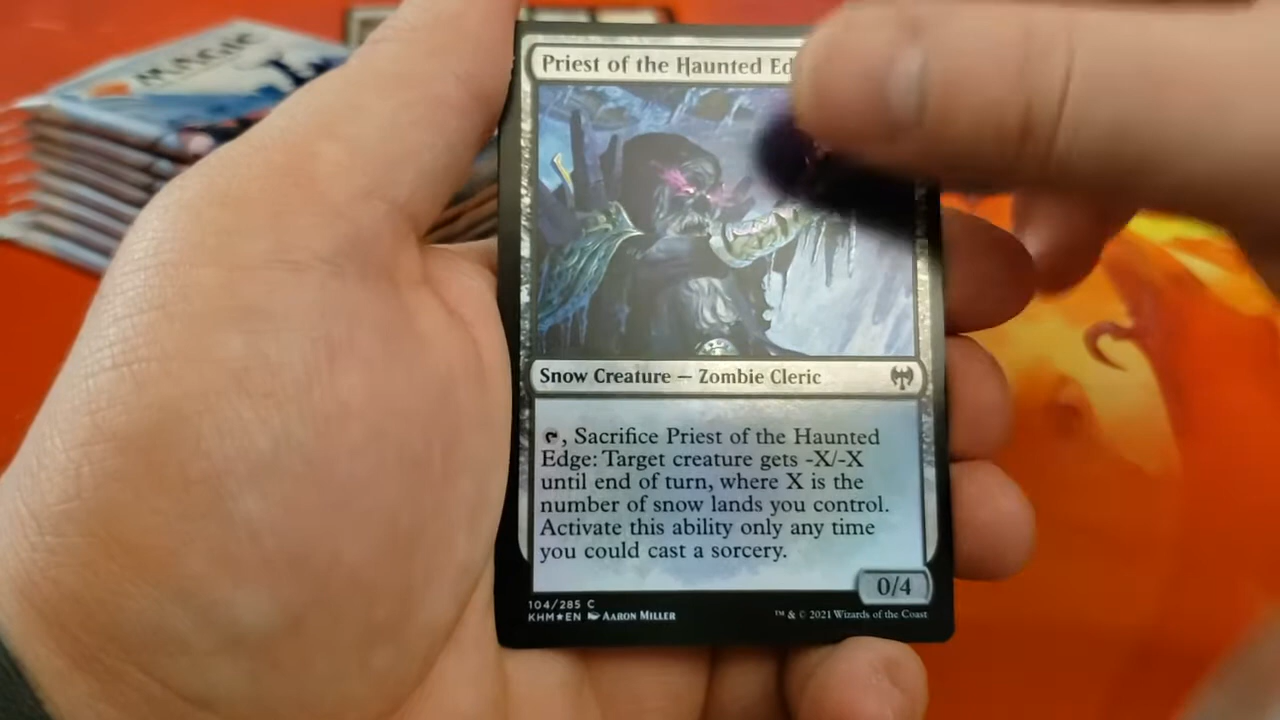 MAGIC
Priest of the Haunted Ed
Snow Creature — Zombie Cleric
, Sacrifice Priest of the Haunted
Edge: Target creature gets -X/-X
until end of turn, where X is the
number of snow lands you control.
Activate this ability only any time
you could cast a sorcery.
0/4
104/285 C
KHM★EN AARON MILLER
™ & © 2021 Wizards of the Coast